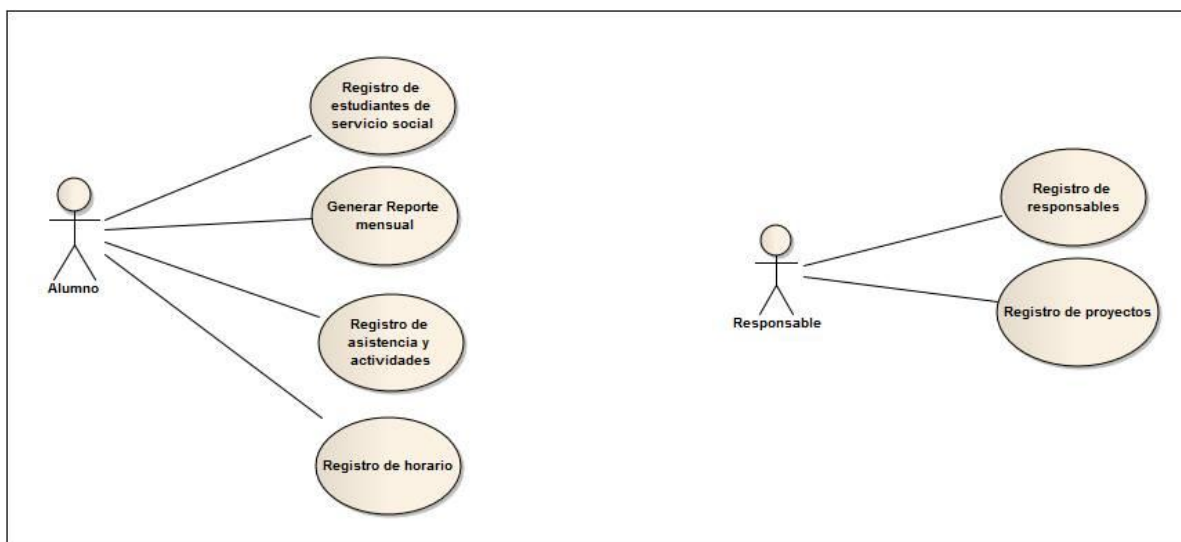 Registro de
estudiantes de
servicio social
Generar Reporte
mensual
Alumno
Registro de
asistencia y
actividades
Registro de horario
Registro de
responsables
Responsable
Registro de proyectos